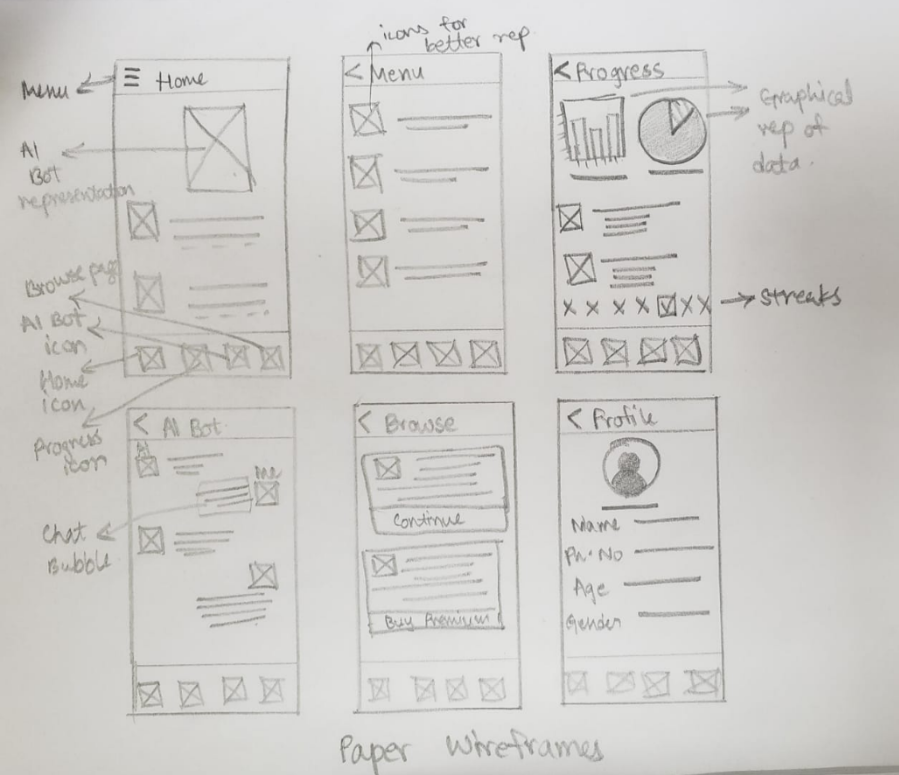 icons for
better rep
Menu
Home
AI
Bot
representation
Browse page
AI Bot
icon
Home
icon
Progress
icon
< Menu
< Progress
Graphical
rep of
data.
x x x x ✓ x x
Streaks
< AI Bot
AI
me
Chat
Bubble
< Browse
Continue
Buy Premium
< Profile
Name
Ph. No
Age
Gender
Paper Wireframes